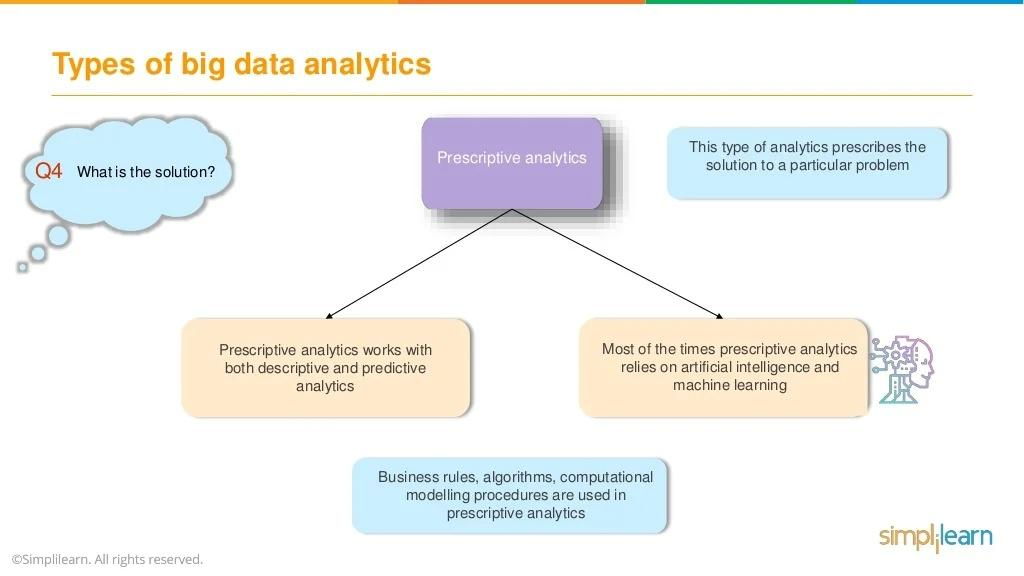 Types of big data analytics
Q4 What is the solution?
Prescriptive analytics
This type of analytics prescribes the
solution to a particular problem
Prescriptive analytics works with
both descriptive and predictive
analytics
Most of the times prescriptive analytics
relies on artificial intelligence and
machine learning
Business rules, algorithms, computational
modelling procedures are used in
prescriptive analytics
simplilearn
©Simplilearn. All rights reserved.